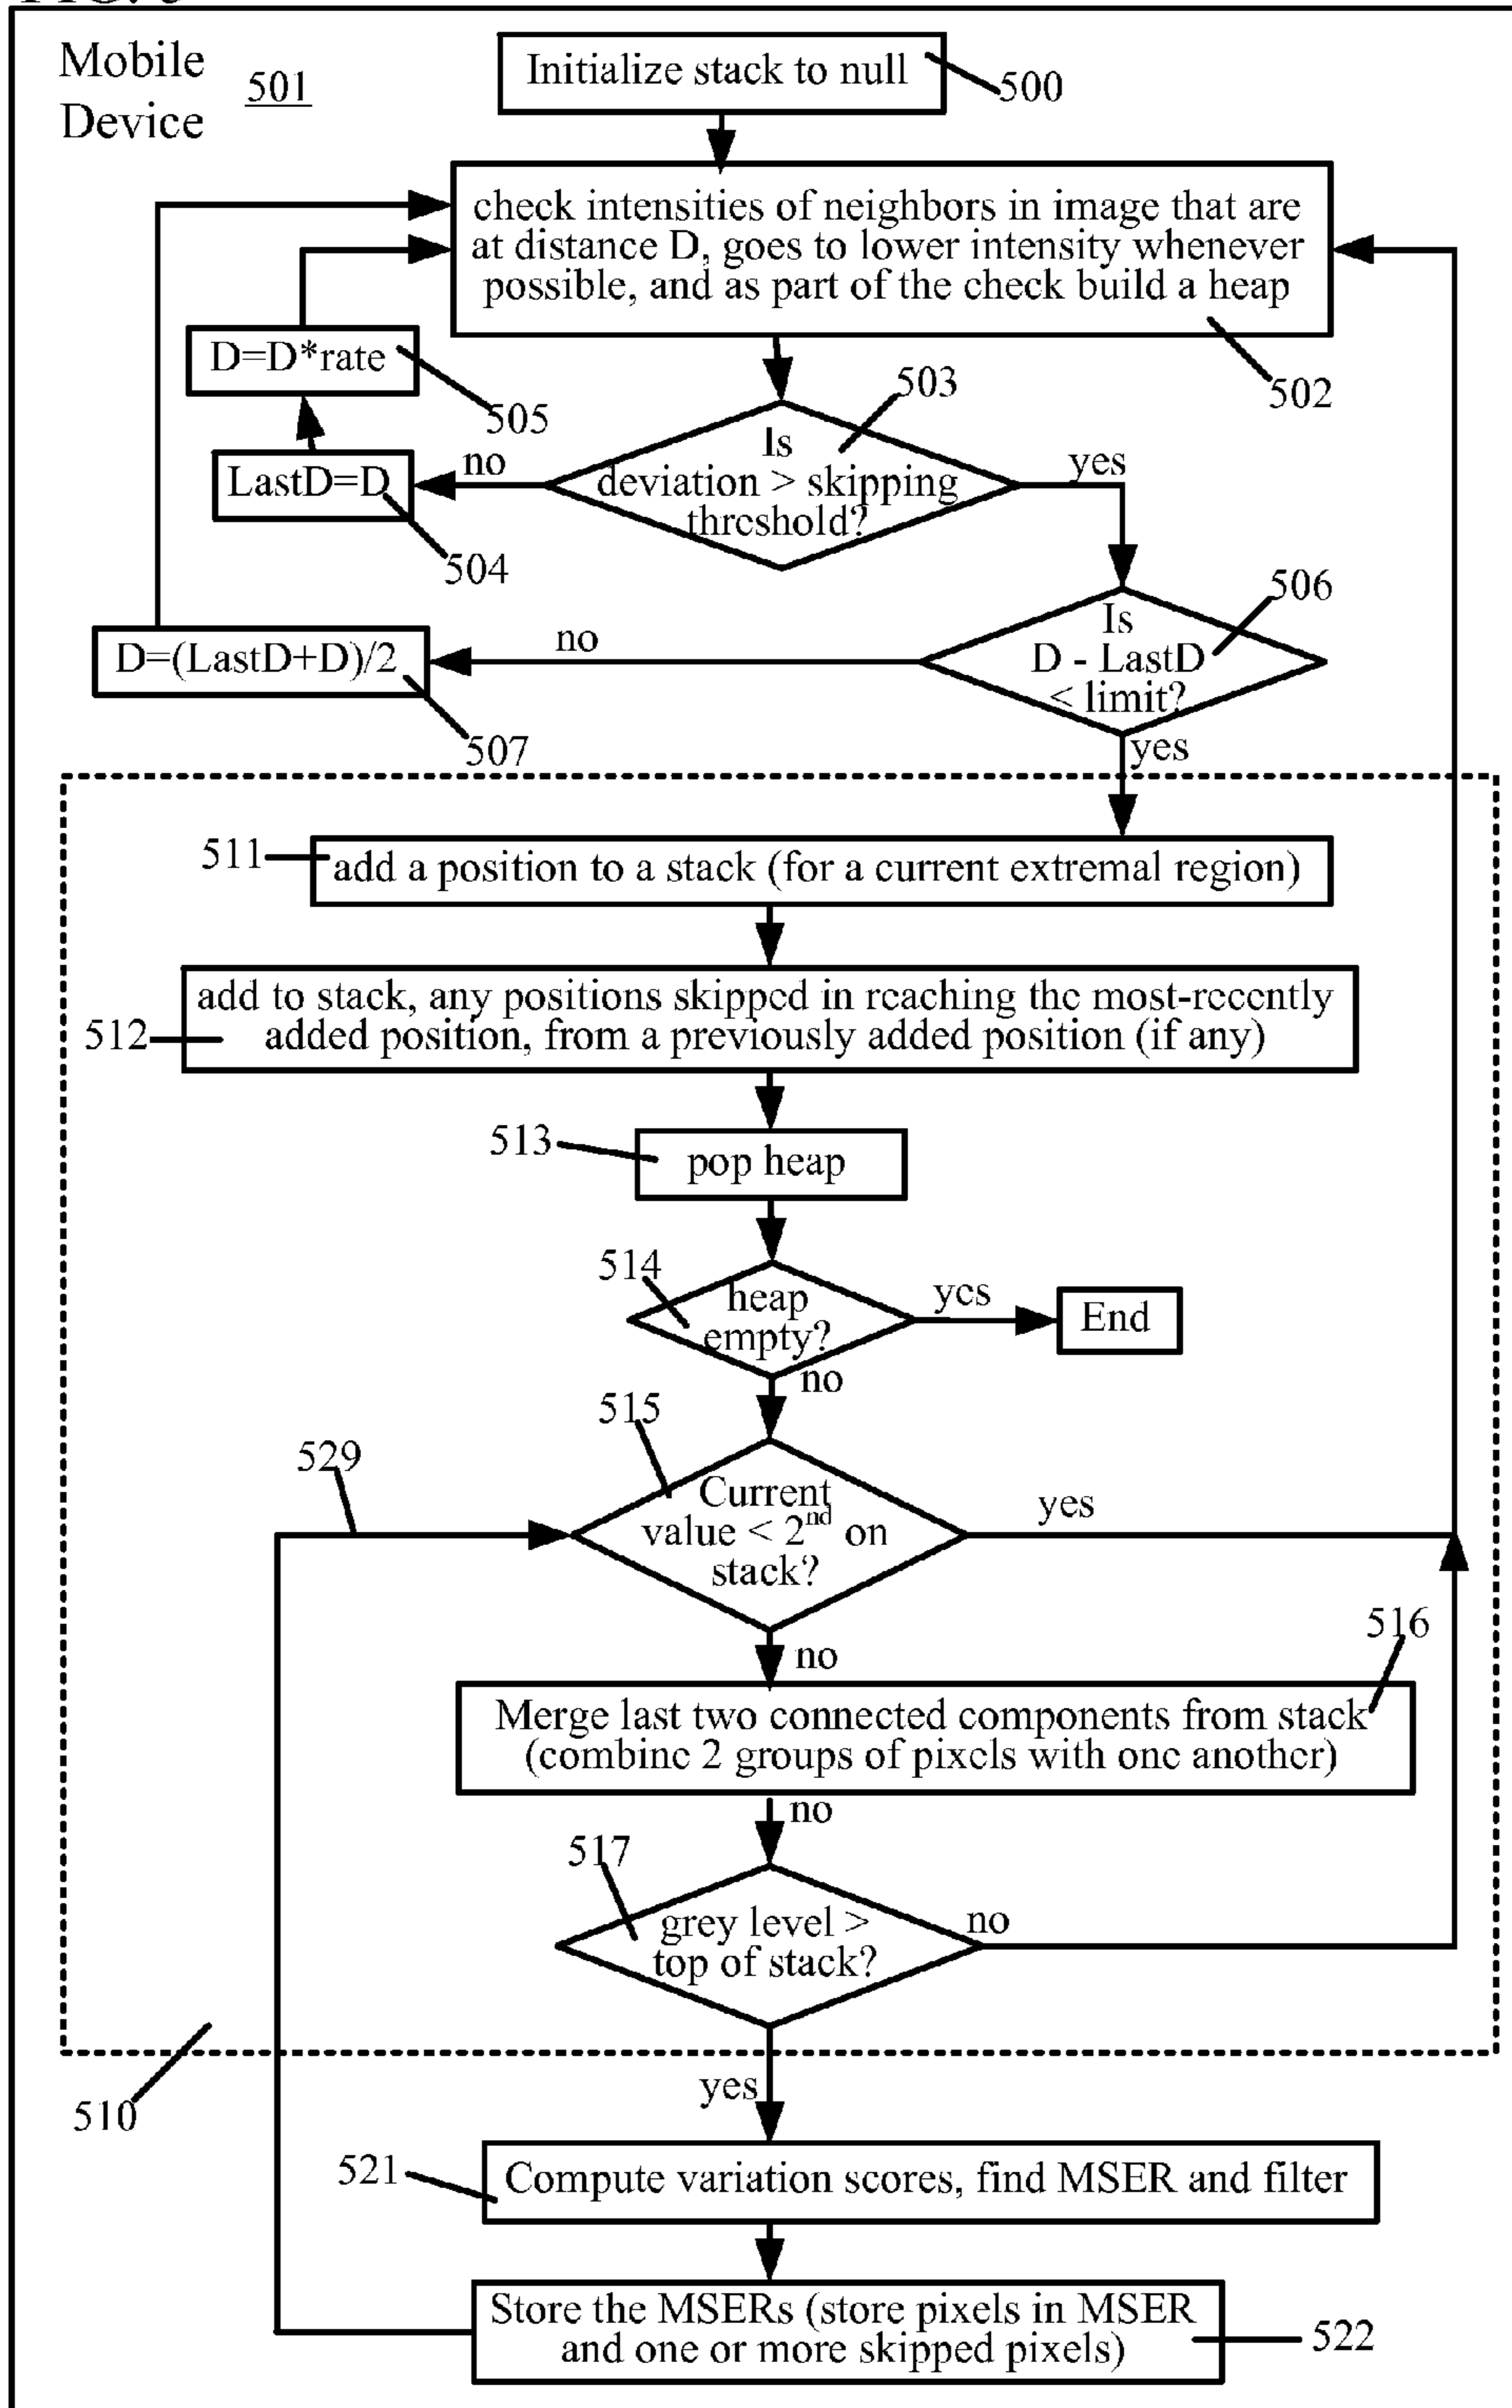 Mobile
Device
501
Initialize stack to null
500
check intensities of neighbors in image that are
at distance D, goes to lower intensity whenever
possible, and as part of the check build a heap
502
D=D*rate
505
503
Is
deviation > skipping
threshold?
no
yes
LastD=D
504
506
Is
D - LastD
< limit?
no
D=(LastD+D)/2
507
yes
511
add a position to a stack (for a current extremal region)
512
add to stack, any positions skipped in reaching the most-recently
added position, from a previously added position (if any)
513
pop heap
514
heap
empty?
yes
End
no
515
529
Current
value < 2nd on
stack?
yes
no
516
Merge last two connected components from stack
(combine 2 groups of pixels with one another)
no
517
grey level >
top of stack?
no
510
yes
521
Compute variation scores, find MSER and filter
Store the MSERs (store pixels in MSER
and one or more skipped pixels)
522